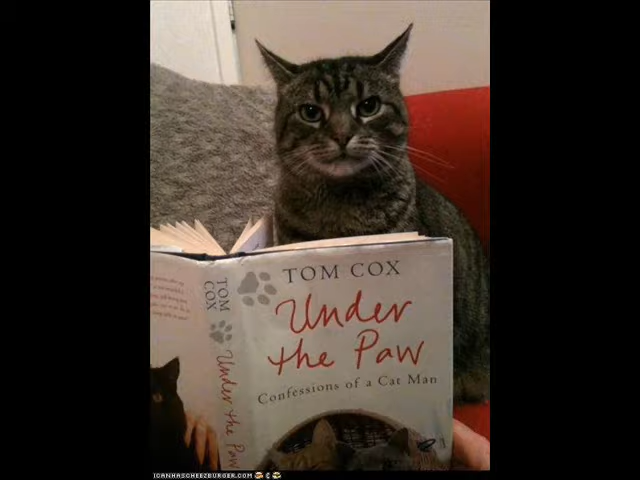 TOM COX
Under
the Paw
Confessions of a Cat Man
TOM
COX
Under the Paw
ICANHASCHEEZBURGER.COM